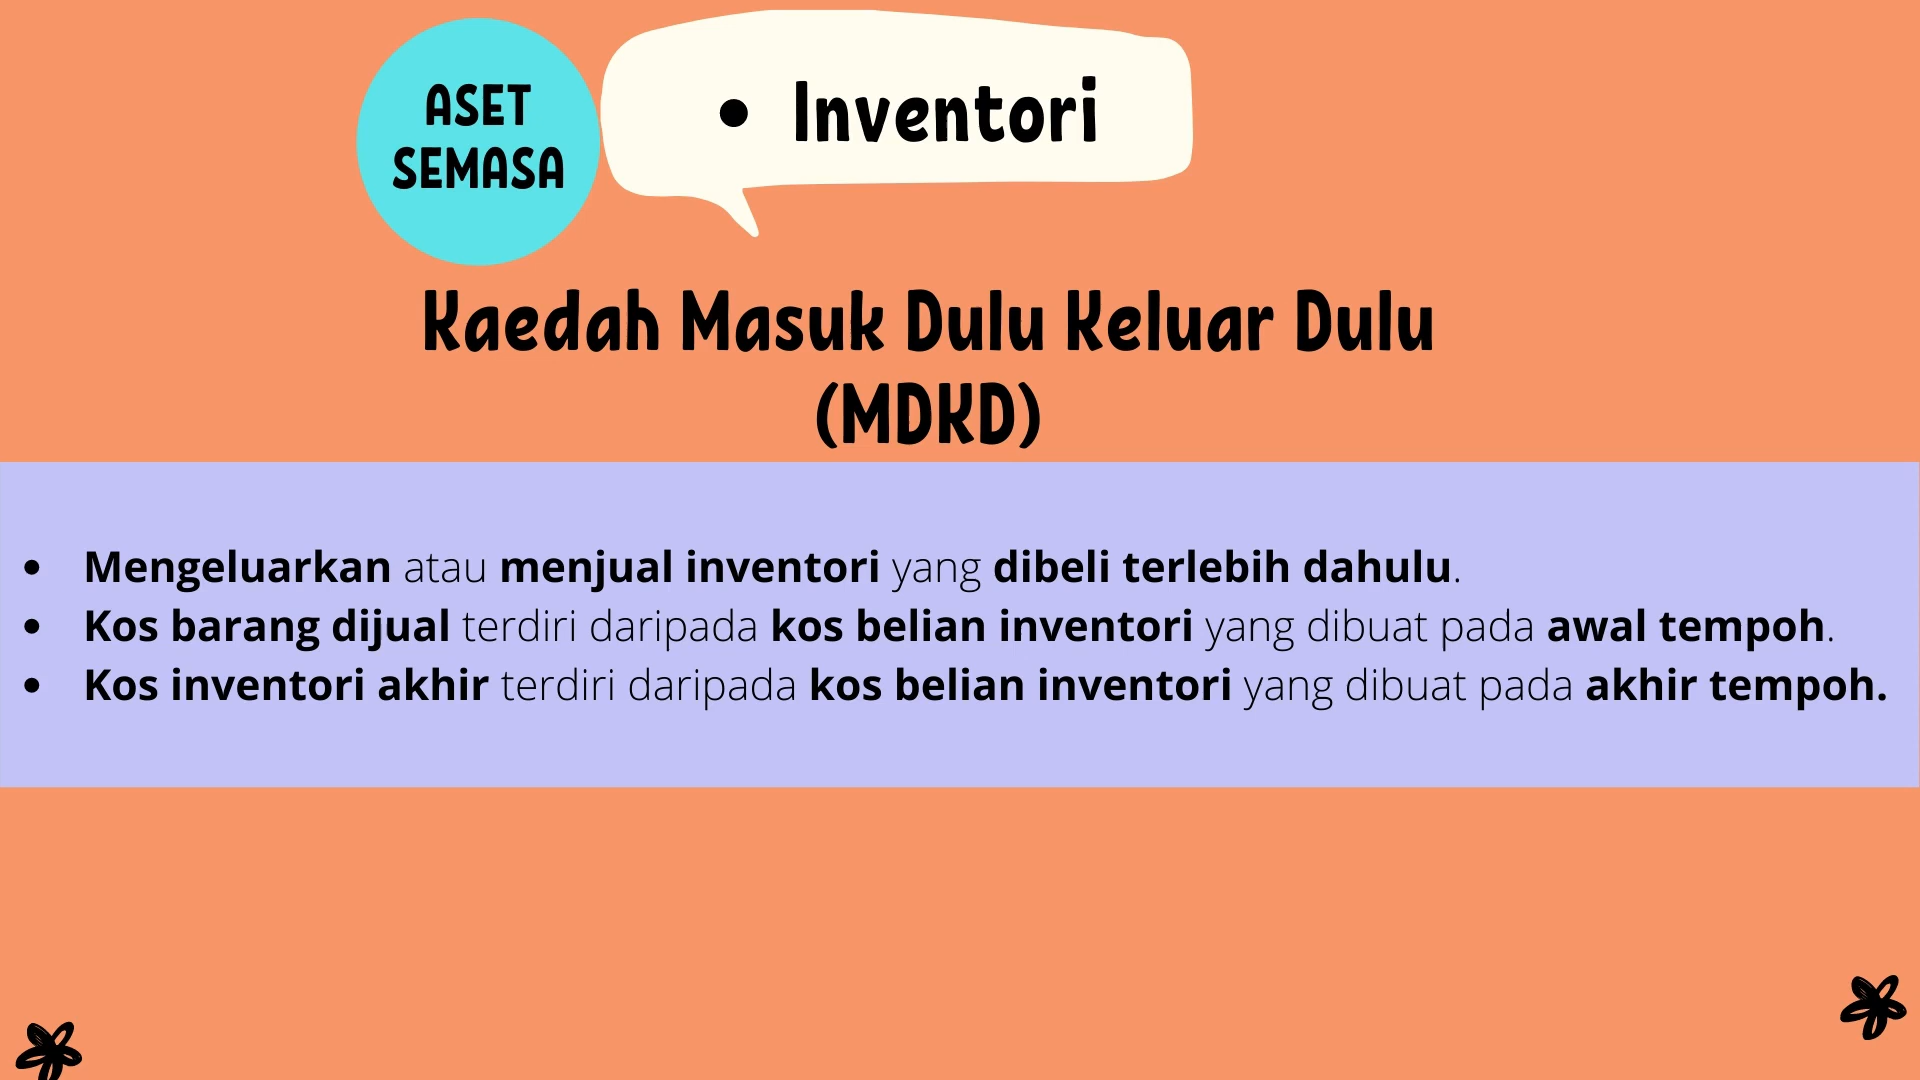 ASET
SEMASA
• Inventori
Kaedah Masuk Dulu Keluar Dulu
(MDKD)
• Mengeluarkan atau menjual inventori yang dibeli terlebih dahulu.
• Kos barang dijual terdiri daripada kos belian inventori yang dibuat pada awal tempoh.
• Kos inventori akhir terdiri daripada kos belian inventori yang dibuat pada akhir tempoh.